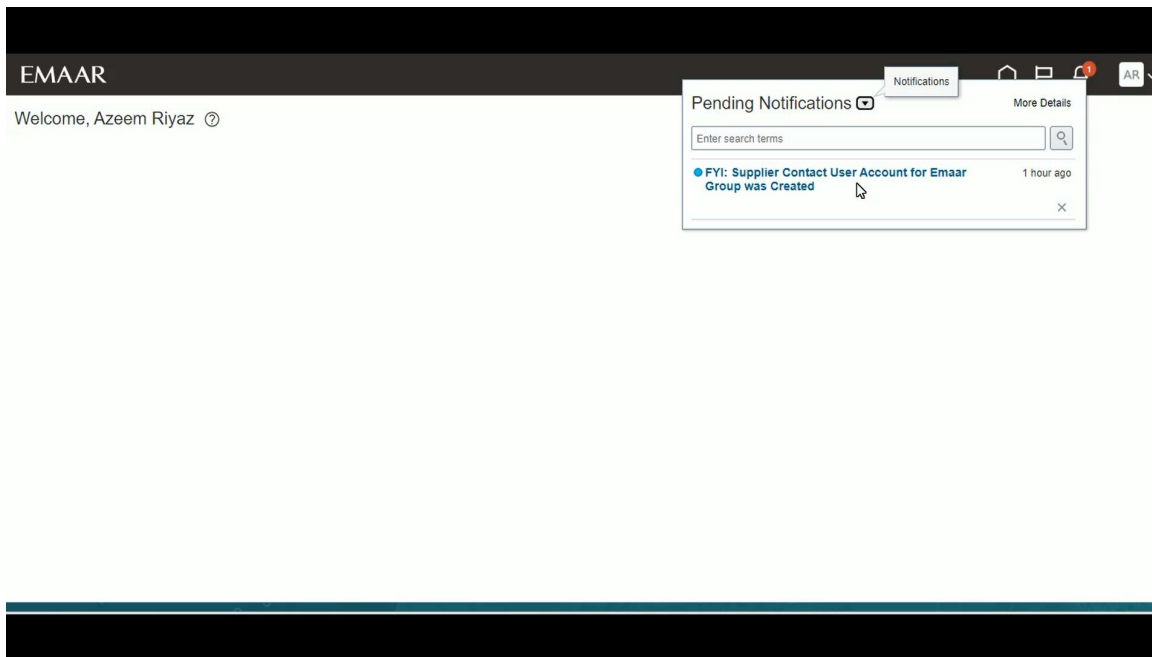 EMAAR
1
AR
Notifications
Pending Notifications
More Details
Welcome, Azeem Riyaz
Enter search terms
FYI: Supplier Contact User Account for Emaar
Group was Created
1 hour ago